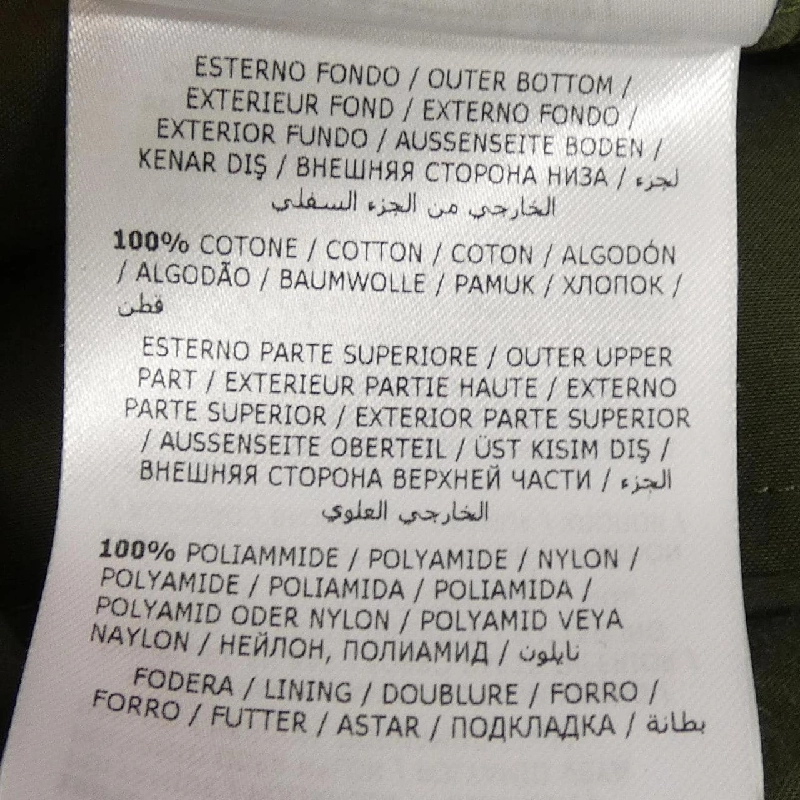 ESTERNO FONDO / OUTER BOTTOM /
EXTERIEUR FOND / EXTERNO FONDO /
EXTERIOR FUNDO / AUSSENSEITE BODEN /
KENAR DIŞ / ВНЕШНЯЯ СТОРОНА НИЗА / لجزء
الخارجي من الجزء السفلي
100% COTONE / COTTON / COTON / ALGODÓN
/ ALGODÃO / BAUMWOLLE / PAMUK / ХЛОПОК /
قطن
ESTERNO PARTE SUPERIORE / OUTER UPPER
PART / EXTERIEUR PARTIE HAUTE / EXTERNO
PARTE SUPERIOR / EXTERIOR PARTE SUPERIOR
/ AUSSENSEITE OBERTEIL / ÜST KISIM DIŞ /
ВНЕШНЯЯ СТОРОНА ВЕРХНЕЙ ЧАСТИ / الجزء
الخارجي العلوي
100% POLIAMMIDE / POLYAMIDE / NYLON /
POLYAMIDE / POLIAMIDA / POLIAMIDA /
POLYAMID ODER NYLON / POLYAMID VEYA
NAYLON / НЕЙЛОН, ПОЛИАМИД / نايلون
FODERA / LINING / DOUBLURE / FORRO /
FORRO / FUTTER / ASTAR / ПОДКЛАДКА / بطانة